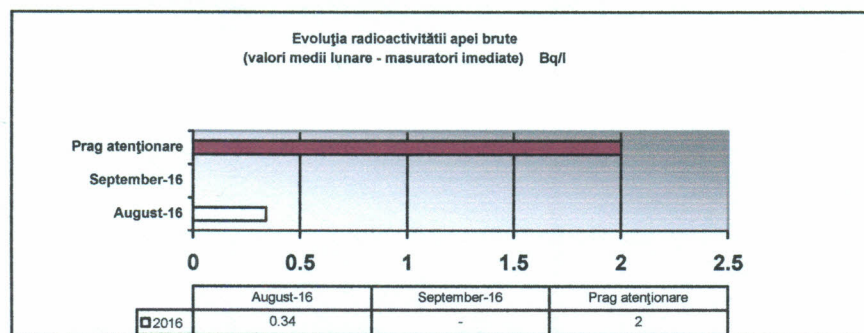 Evoluţia radioactivitătii apei brute
(valori medii lunare - masuratori imediate) Bq/l
Prag atenţionare
September-16
August-16
0 0.5 1 1.5 2 2.5
August-16 September-16 Prag atenţionare
2016 0.34 - 2